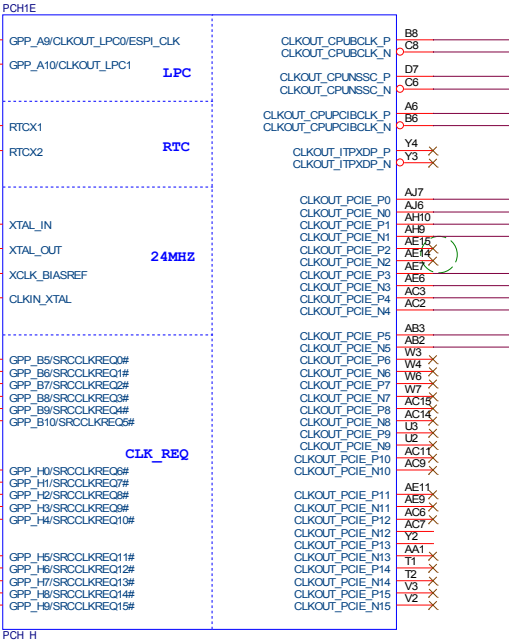 PCH1E
GPP_A9/CLKOUT_LPC0/ESPI_CLK
GPP_A10/CLKOUT_LPC1
LPC
RTCX1
RTCX2
RTC
XTAL_IN
XTAL_OUT
24MHZ
XCLK_BIASREF
CLKIN_XTAL
GPP_B5/SRCCLKREQ0#
GPP_B6/SRCCLKREQ1#
GPP_B7/SRCCLKREQ2#
GPP_B8/SRCCLKREQ3#
GPP_B9/SRCCLKREQ4#
GPP_B10/SRCCLKREQ5#
CLK_REQ
GPP_H0/SRCCLKREQ6#
GPP_H1/SRCCLKREQ7#
GPP_H2/SRCCLKREQ8#
GPP_H3/SRCCLKREQ9#
GPP_H4/SRCCLKREQ10#
GPP_H5/SRCCLKREQ11#
GPP_H6/SRCCLKREQ12#
GPP_H7/SRCCLKREQ13#
GPP_H8/SRCCLKREQ14#
GPP_H9/SRCCLKREQ15#
CLKOUT_CPUBCLK_P B8
CLKOUT_CPUBCLK_N C8
CLKOUT_CPUNSSC_P D7
CLKOUT_CPUNSSC_N C6
CLKOUT_CPUPCIBCLK_P A6
CLKOUT_CPUPCIBCLK_N B6
CLKOUT_ITPXDP_P Y4
CLKOUT_ITPXDP_N Y3
CLKOUT_PCIE_P0 AJ7
CLKOUT_PCIE_N0 AJ6
CLKOUT_PCIE_P1 AH10
CLKOUT_PCIE_N1 AH9
CLKOUT_PCIE_P2 AE15
CLKOUT_PCIE_N2 AE14
CLKOUT_PCIE_P3 AE7
CLKOUT_PCIE_N3 AE6
CLKOUT_PCIE_P4 AC3
CLKOUT_PCIE_N4 AC2
CLKOUT_PCIE_P5 AB3
CLKOUT_PCIE_N5 AB2
CLKOUT_PCIE_P6 W3
CLKOUT_PCIE_N6 W4
CLKOUT_PCIE_P7 W6
CLKOUT_PCIE_N7 W7
CLKOUT_PCIE_P8 AC15
CLKOUT_PCIE_N8 AC14
CLKOUT_PCIE_P9 U3
CLKOUT_PCIE_N9 U2
CLKOUT_PCIE_P10 AC11
CLKOUT_PCIE_N10 AC9
CLKOUT_PCIE_P11 AE11
CLKOUT_PCIE_N11 AE9
CLKOUT_PCIE_P12 AC6
CLKOUT_PCIE_N12 AC7
CLKOUT_PCIE_P13 Y2
CLKOUT_PCIE_N13 AA1
CLKOUT_PCIE_P14 T1
CLKOUT_PCIE_N14 T2
CLKOUT_PCIE_P15 V3
CLKOUT_PCIE_N15 V2
PCH_H